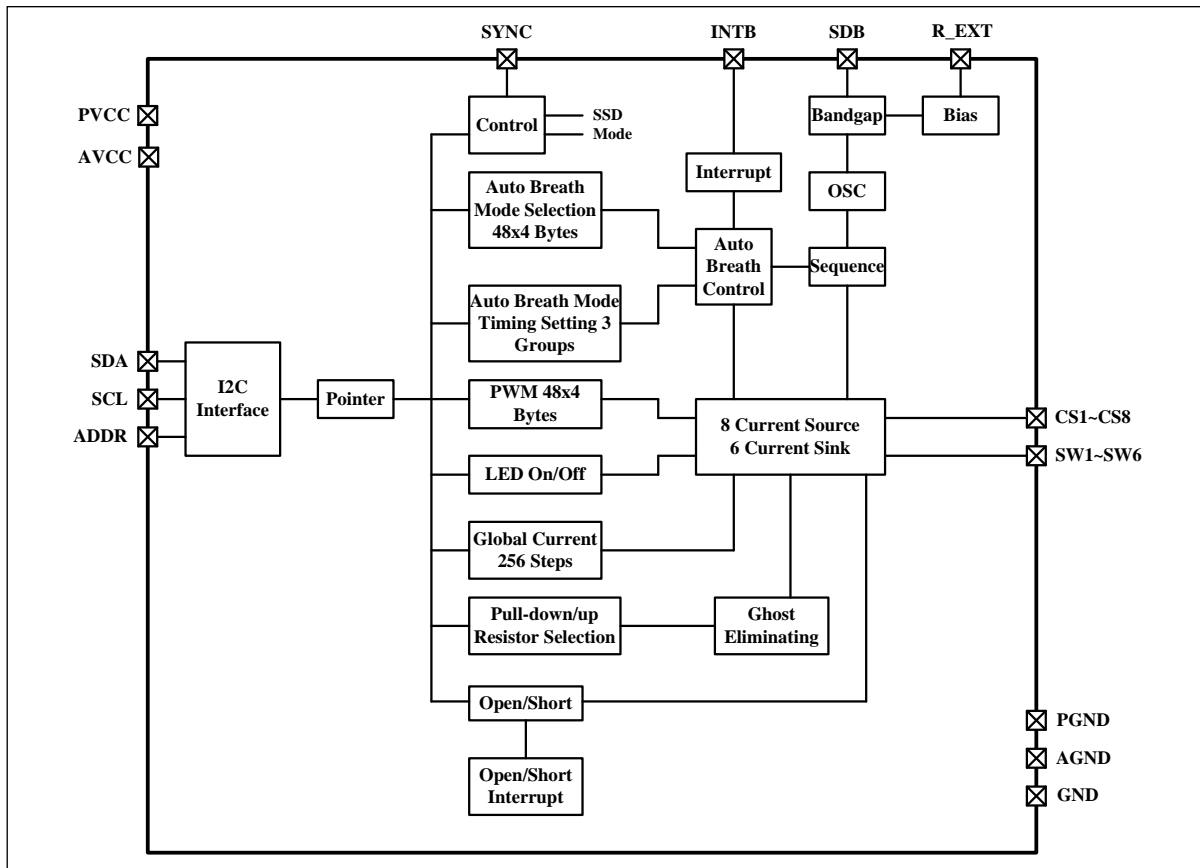 SYNC
INTB
SDB
R_EXT
PVCC
AVCC
Control
SSD
Mode
Bandgap
Bias
Interrupt
OSC
Auto Breath
Mode Selection
48x4 Bytes
Auto
Breath
Control
Sequence
Auto Breath Mode
Timing Setting 3
Groups
SDA
SCL
ADDR
I2C
Interface
Pointer
PWM 48x4
Bytes
8 Current Source
6 Current Sink
CS1~CS8
SW1~SW6
LED On/Off
Global Current
256 Steps
Pull-down/up
Resistor Selection
Ghost
Eliminating
Open/Short
Open/Short
Interrupt
PGND
AGND
GND